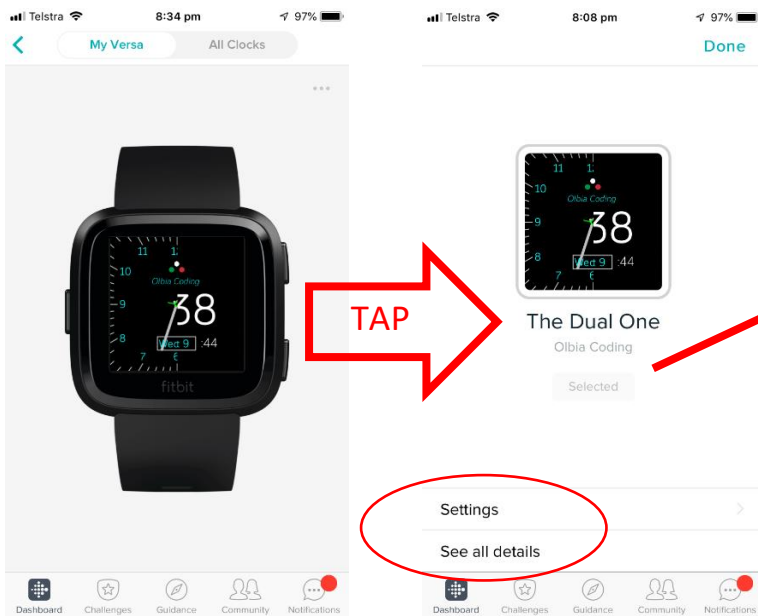 Telstra 8:34 pm 97%
My Versa All Clocks
11 1
10
Olbia Coding
9
38
8
Wed 9 :44
7 6
fitbit
Dashboard Challenges Guidance Community Notifications
TAP
Telstra 8:08 pm 97%
Done
11 1
10
Olbia Coding
9
38
8
Wed 9 :44
7 6
The Dual One
Olbia Coding
Selected
Settings
See all details
Dashboard Challenges Guidance Community Notifications